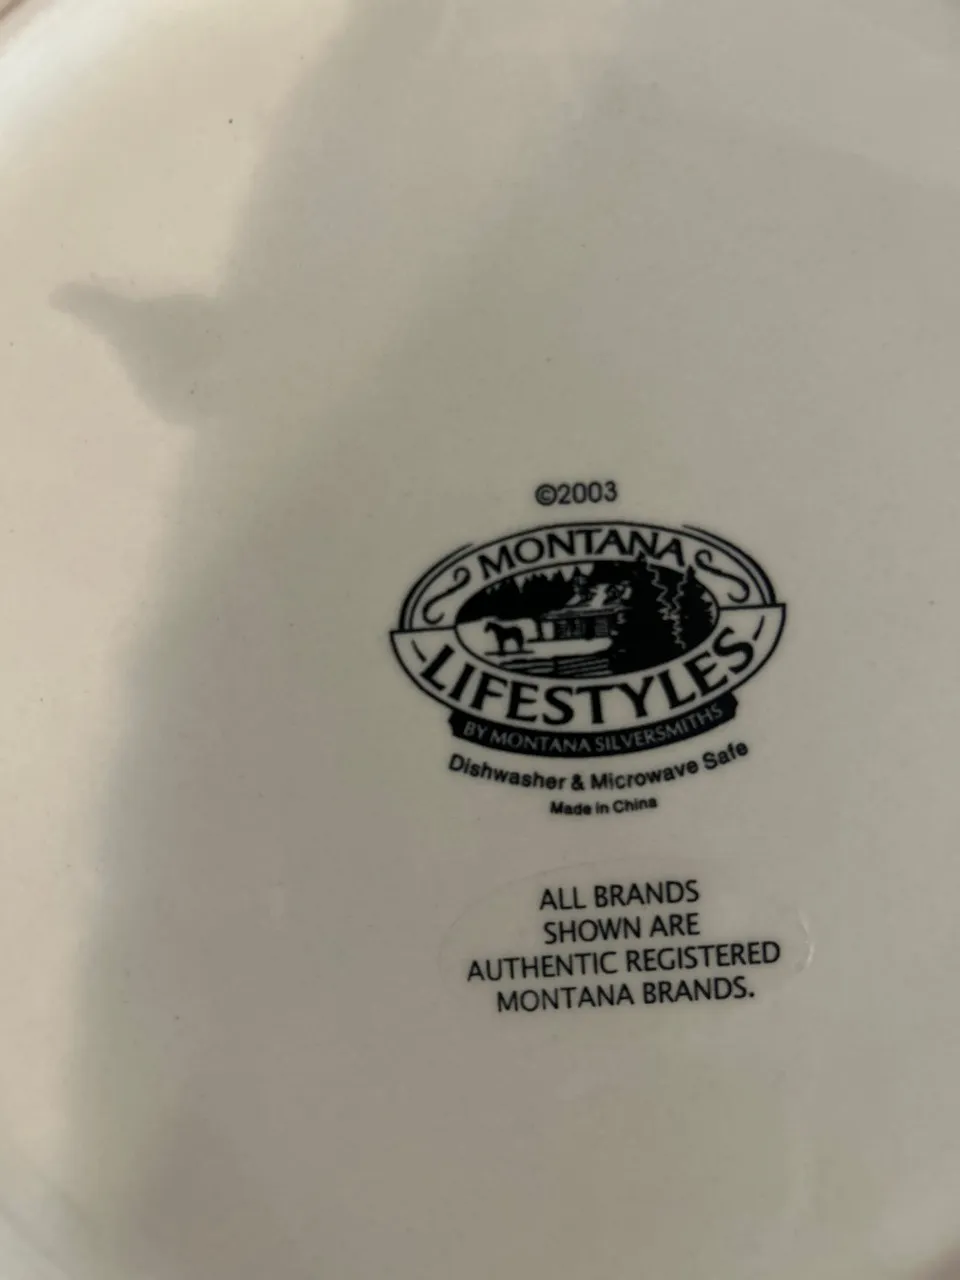 ©2003
MONTANA
LIFESTYLES
BY MONTANA SILVERSMITHS
Dishwasher & Microwave Safe
Made in China
ALL BRANDS
SHOWN ARE
AUTHENTIC REGISTERED
MONTANA BRANDS.